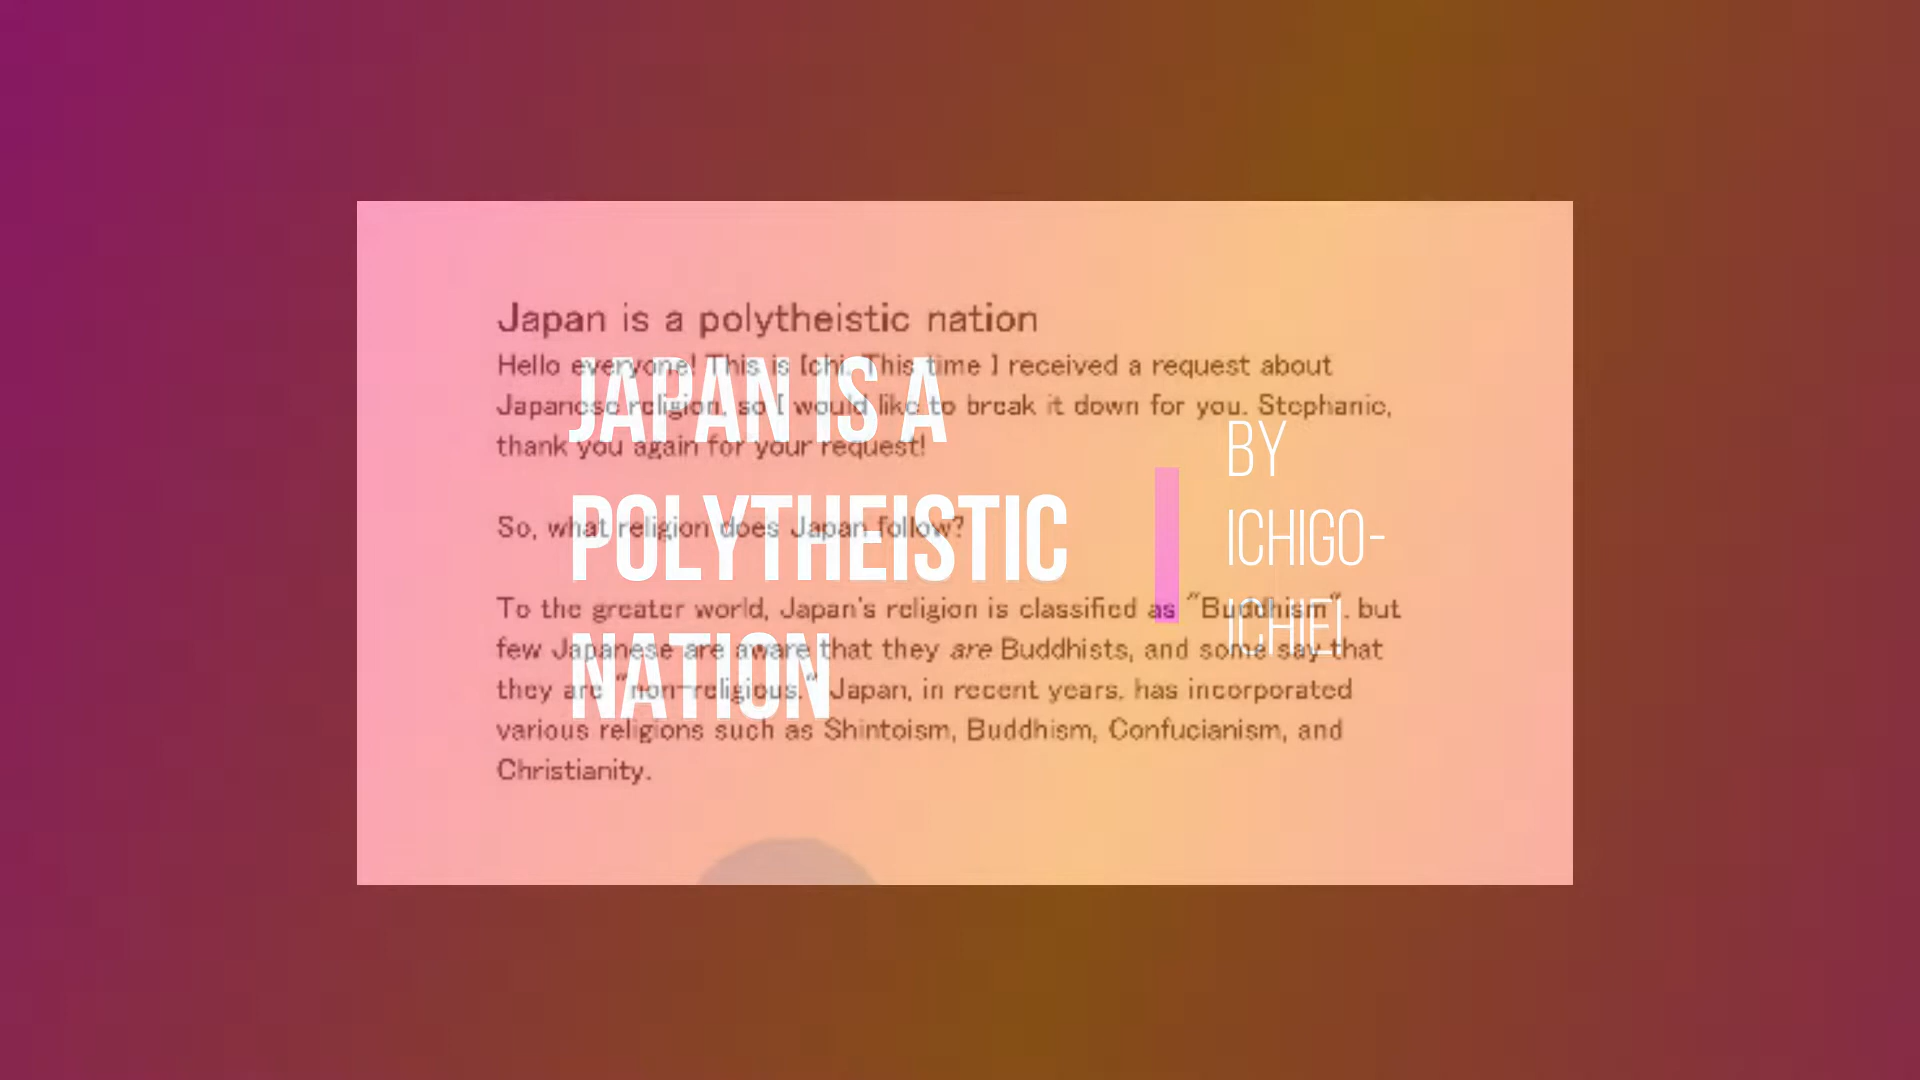 Japan is a polytheistic nation
Hello everyone! This is Ichi. This time I received a request about
Japanese religion, so I would like to break it down for you. Stephanie,
thank you again for your request!
So, what religion does Japan follow?
To the greater world, Japan's religion is classified as "Buddhism", but
few Japanese are aware that they are Buddhists, and some say that
they are "non-religious." Japan, in recent years, has incorporated
various religions such as Shintoism, Buddhism, Confucianism, and
Christianity.
JAPAN IS A
POLYTHEISTIC
NATION
BY
ICHIGO-
ICHIE!